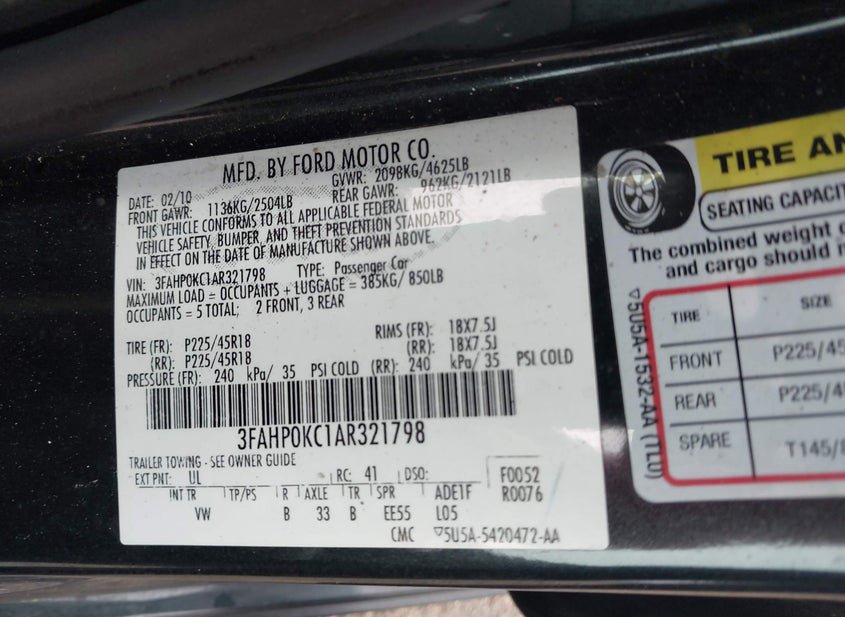 MFD. BY FORD MOTOR CO.
DATE: 02/10 GVWR: 2098KG/4625LB
FRONT GAWR: 1136KG/2504LB REAR GAWR: 962KG/2121LB
THIS VEHICLE CONFORMS TO ALL APPLICABLE FEDERAL MOTOR
VEHICLE SAFETY, BUMPER, AND THEFT PREVENTION STANDARDS
IN EFFECT ON THE DATE OF MANUFACTURE SHOWN ABOVE.
VIN: 3FAHP0KC1AR321798 TYPE: Passenger Car
MAXIMUM LOAD = OCCUPANTS + LUGGAGE = 385KG/ 850LB
OCCUPANTS = 5 TOTAL; 2 FRONT, 3 REAR
TIRE (FR): P225/45R18 RIMS (FR): 18X7.5J
(RR): P225/45R18 (RR): 18X7.5J
PRESSURE (FR): 240 kPa/ 35 PSI COLD (RR): 240 kPa/ 35 PSI COLD
3FAHP0KC1AR321798
TRAILER TOWING - SEE OWNER GUIDE
EXT PNT: UL RC: 41 DSO: F0052
INT TR TP/PS R AXLE TR SPR ADE1F R0076
VW B 33 B EE55 L05
CMC ▽5U5A-5420472-AA
TIRE AN
SEATING CAPACIT
The combined weight o
and cargo should n
▽5U5A-1532-AA (TL0)
TIRE SIZE
FRONT P225/45
REAR P225/45
SPARE T145/8